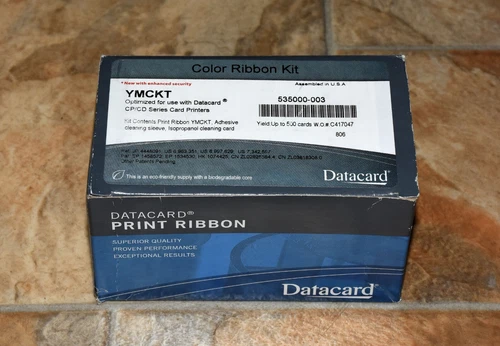 Color Ribbon Kit
* New with enhanced security
Assembled in U.S.A
YMCKT
Optimized for use with Datacard®
CP/CD Series Card Printers
535000-003
Kit Contents Print Ribbon YMCKT, Adhesive
cleaning sleeve, Isopropanol cleaning card
Yield:Up to 500 cards W.O.#:C417047
806
Other Patents Pending
This is an eco-friendly supply with a biodegradable core
Datacard®
DATACARD®
PRINT RIBBON
SUPERIOR QUALITY
PROVEN PERFORMANCE
EXCEPTIONAL RESULTS
Datacard®